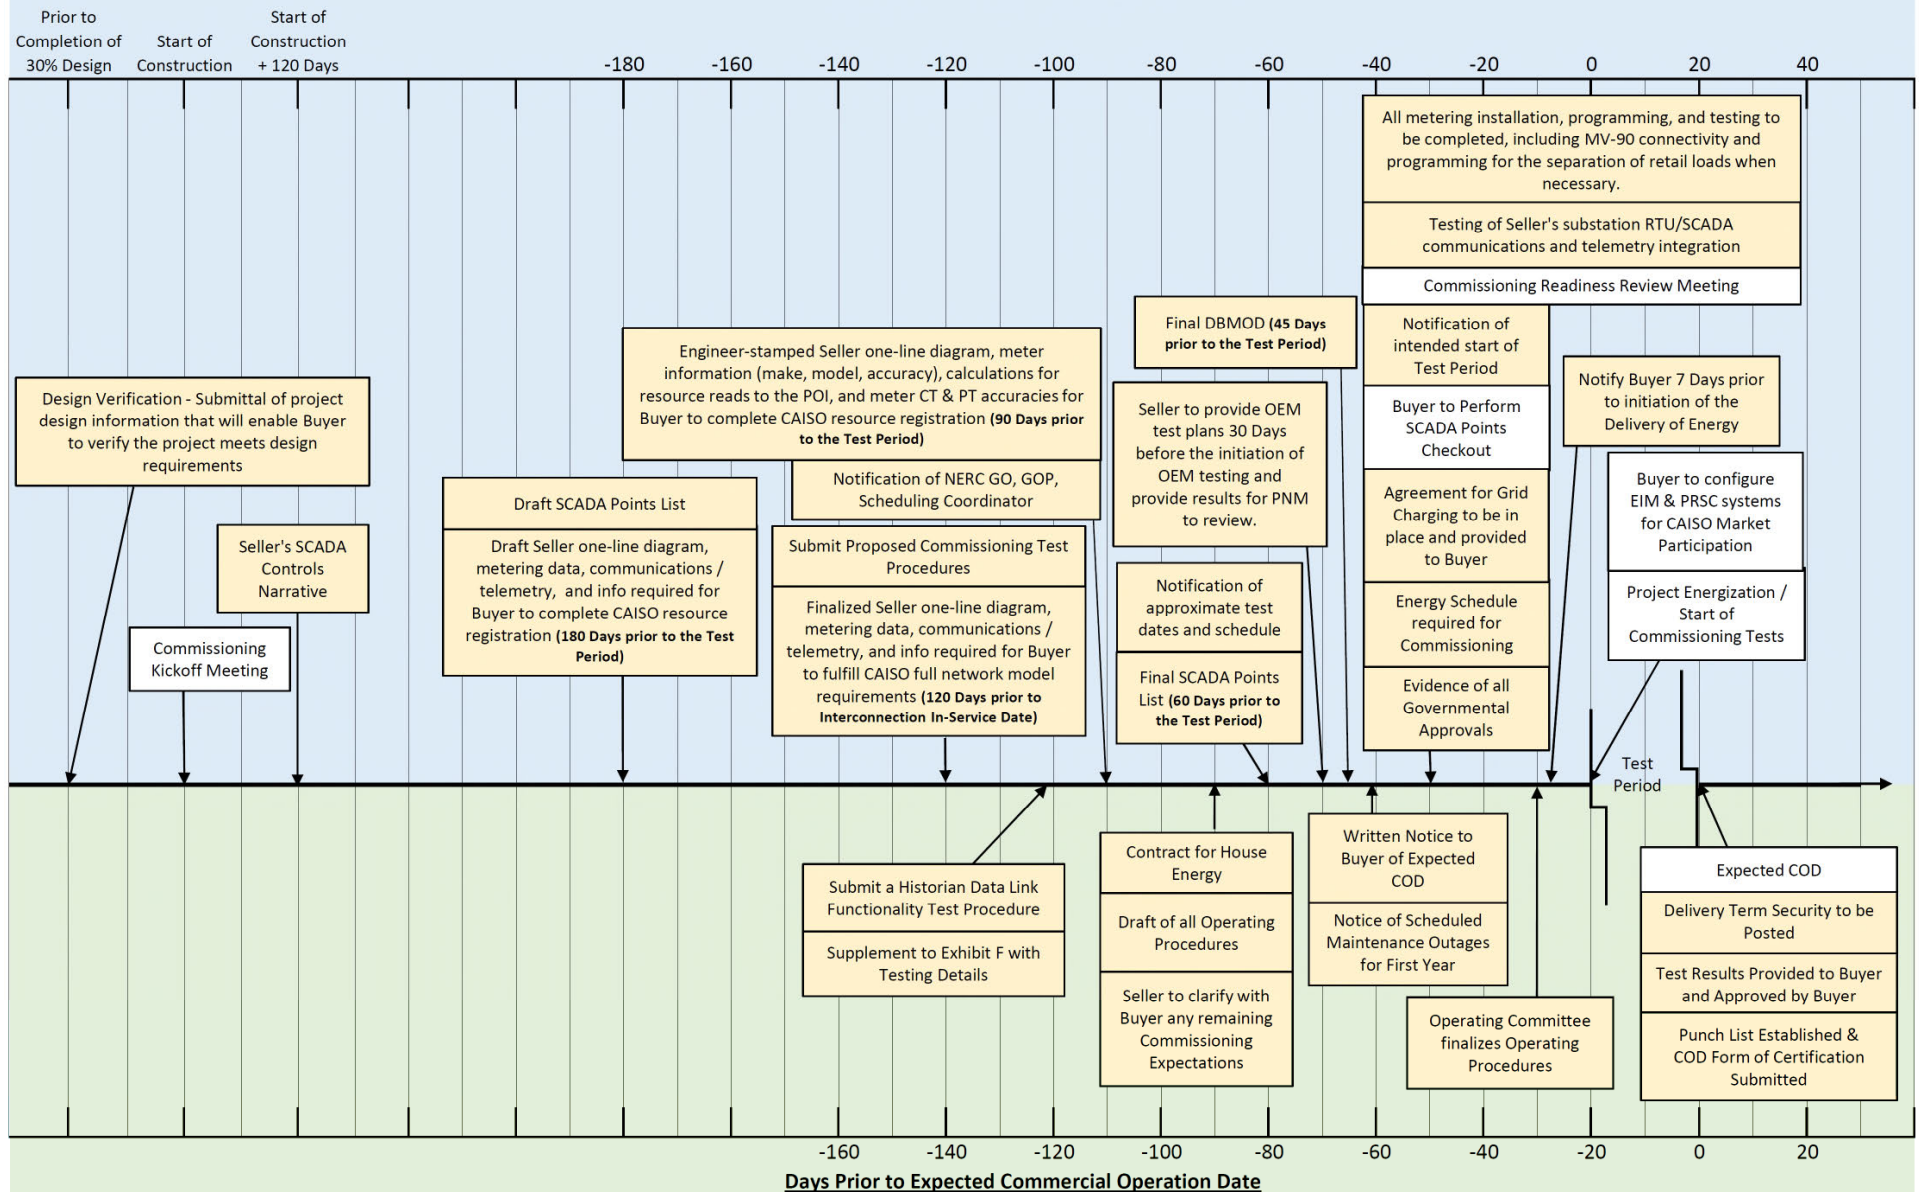 Prior to
Completion of
30% Design
Start of
Construction
Start of
Construction
+ 120 Days
-180
-160
-140
-120
-100
-80
-60
-40
-20
0
20
40
All metering installation, programming, and testing to
be completed, including MV-90 connectivity and
programming for the separation of retail loads when
necessary.
Testing of Seller's substation RTU/SCADA
communications and telemetry integration
Commissioning Readiness Review Meeting
Final DBMOD (45 Days
prior to the Test Period)
Notification of
intended start of
Test Period
Engineer-stamped Seller one-line diagram, meter
information (make, model, accuracy), calculations for
resource reads to the POI, and meter CT & PT accuracies for
Buyer to complete CAISO resource registration (90 Days prior
to the Test Period)
Notify Buyer 7 Days prior
to initiation of the
Delivery of Energy
Design Verification - Submittal of project
design information that will enable Buyer
to verify the project meets design
requirements
Seller to provide OEM
test plans 30 Days
before the initiation of
OEM testing and
provide results for PNM
to review.
Buyer to Perform
SCADA Points
Checkout
Notification of NERC GO, GOP,
Scheduling Coordinator
Buyer to configure
EIM & PRSC systems
for CAISO Market
Participation
Draft SCADA Points List
Draft Seller one-line diagram,
metering data, communications /
telemetry, and info required for
Buyer to complete CAISO resource
registration (180 Days prior to the Test
Period)
Agreement for Grid
Charging to be in
place and provided
to Buyer
Seller's SCADA
Controls
Narrative
Submit Proposed Commissioning Test
Procedures
Finalized Seller one-line diagram,
metering data, communications /
telemetry, and info required for Buyer
to fulfill CAISO full network model
requirements (120 Days prior to
Interconnection In-Service Date)
Notification of
approximate test
dates and schedule
Final SCADA Points
List (60 Days prior to
the Test Period)
Energy Schedule
required for
Commissioning
Project Energization /
Start of
Commissioning Tests
Commissioning
Kickoff Meeting
Evidence of all
Governmental
Approvals
Test
Period
Submit a Historian Data Link
Functionality Test Procedure
Supplement to Exhibit F with
Testing Details
Contract for House
Energy
Draft of all Operating
Procedures
Seller to clarify with
Buyer any remaining
Commissioning
Expectations
Written Notice to
Buyer of Expected
COD
Notice of Scheduled
Maintenance Outages
for First Year
Operating Committee
finalizes Operating
Procedures
Expected COD
Delivery Term Security to be
Posted
Test Results Provided to Buyer
and Approved by Buyer
Punch List Established &
COD Form of Certification
Submitted
-160
-140
-120
-100
-80
-60
-40
-20
0
20
Days Prior to Expected Commercial Operation Date